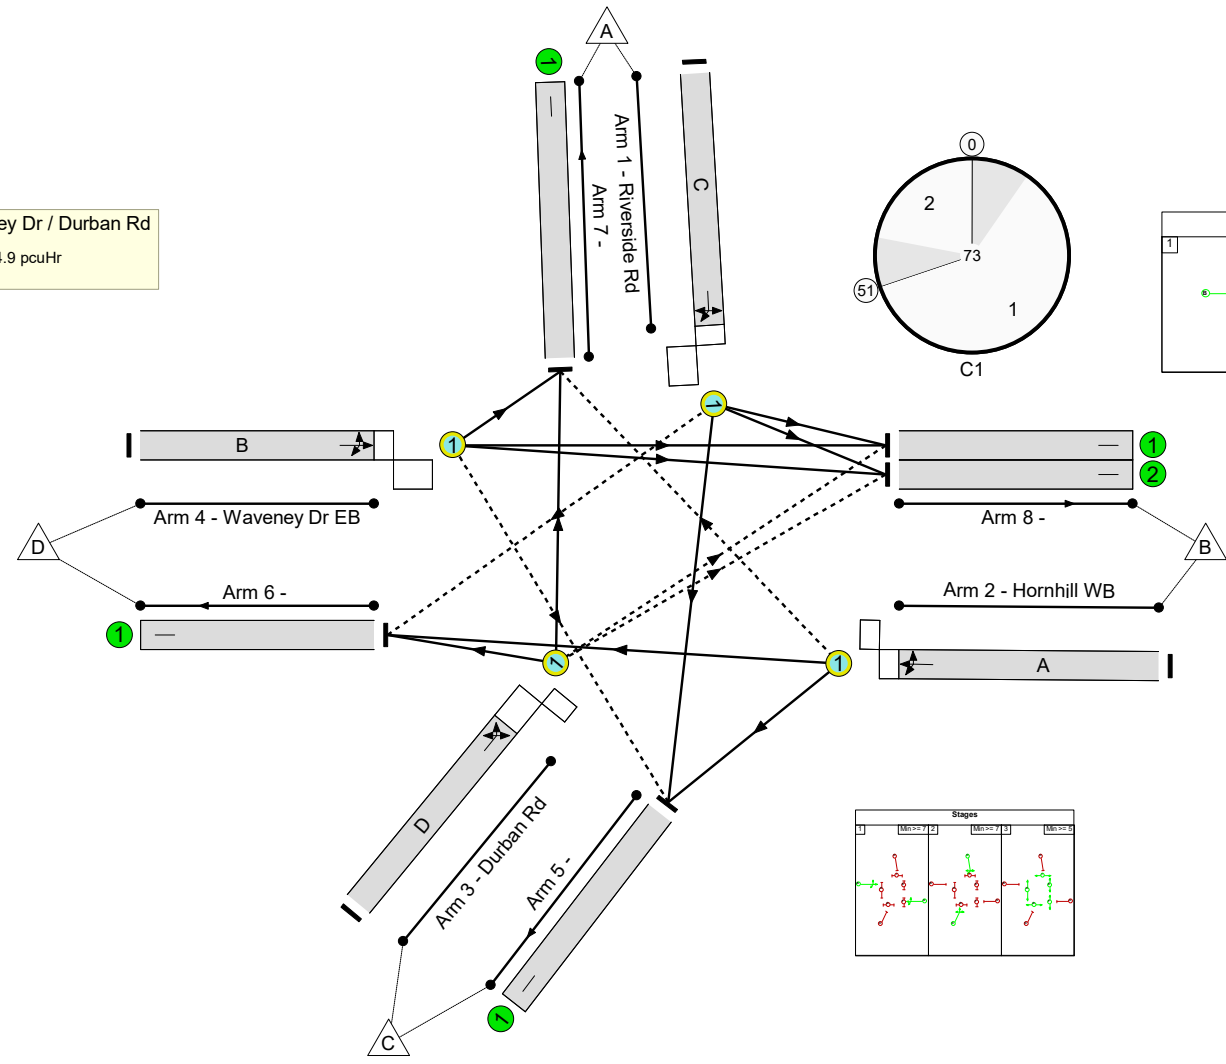 A
1
Arm 1 - Riverside Rd
Arm 7 -
C
ey Dr / Durban Rd
4.9 pcuHr
0
2
73
51
1
C1
1
1
B
1
1
2
Arm 4 - Waveney Dr EB
Arm 8 -
D
B
Arm 6 -
Arm 2 - Hornhill WB
1
1
1
A
D
Arm 3 - Durban Rd
Arm 5 -
1
C
Stages
1 Min >= 7 2 Min >= 7 3 Min >= 5